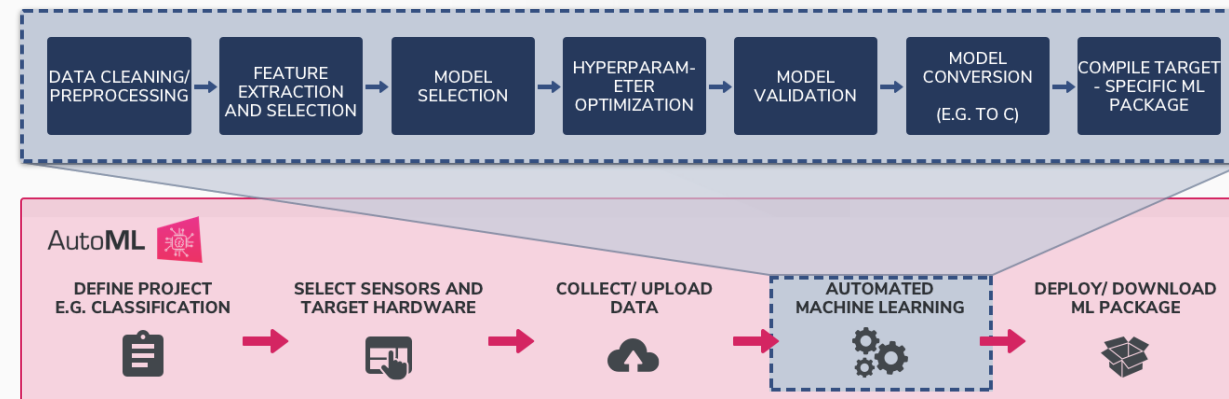 DATA CLEANING/
PREPROCESSING
FEATURE
EXTRACTION
AND SELECTION
MODEL
SELECTION
HYPERPARAM-
ETER
OPTIMIZATION
MODEL
VALIDATION
MODEL
CONVERSION
(E.G. TO C)
COMPILE TARGET
- SPECIFIC ML
PACKAGE
AutoML
DEFINE PROJECT
E.G. CLASSIFICATION
SELECT SENSORS AND
TARGET HARDWARE
COLLECT/ UPLOAD
DATA
AUTOMATED
MACHINE LEARNING
DEPLOY/ DOWNLOAD
ML PACKAGE